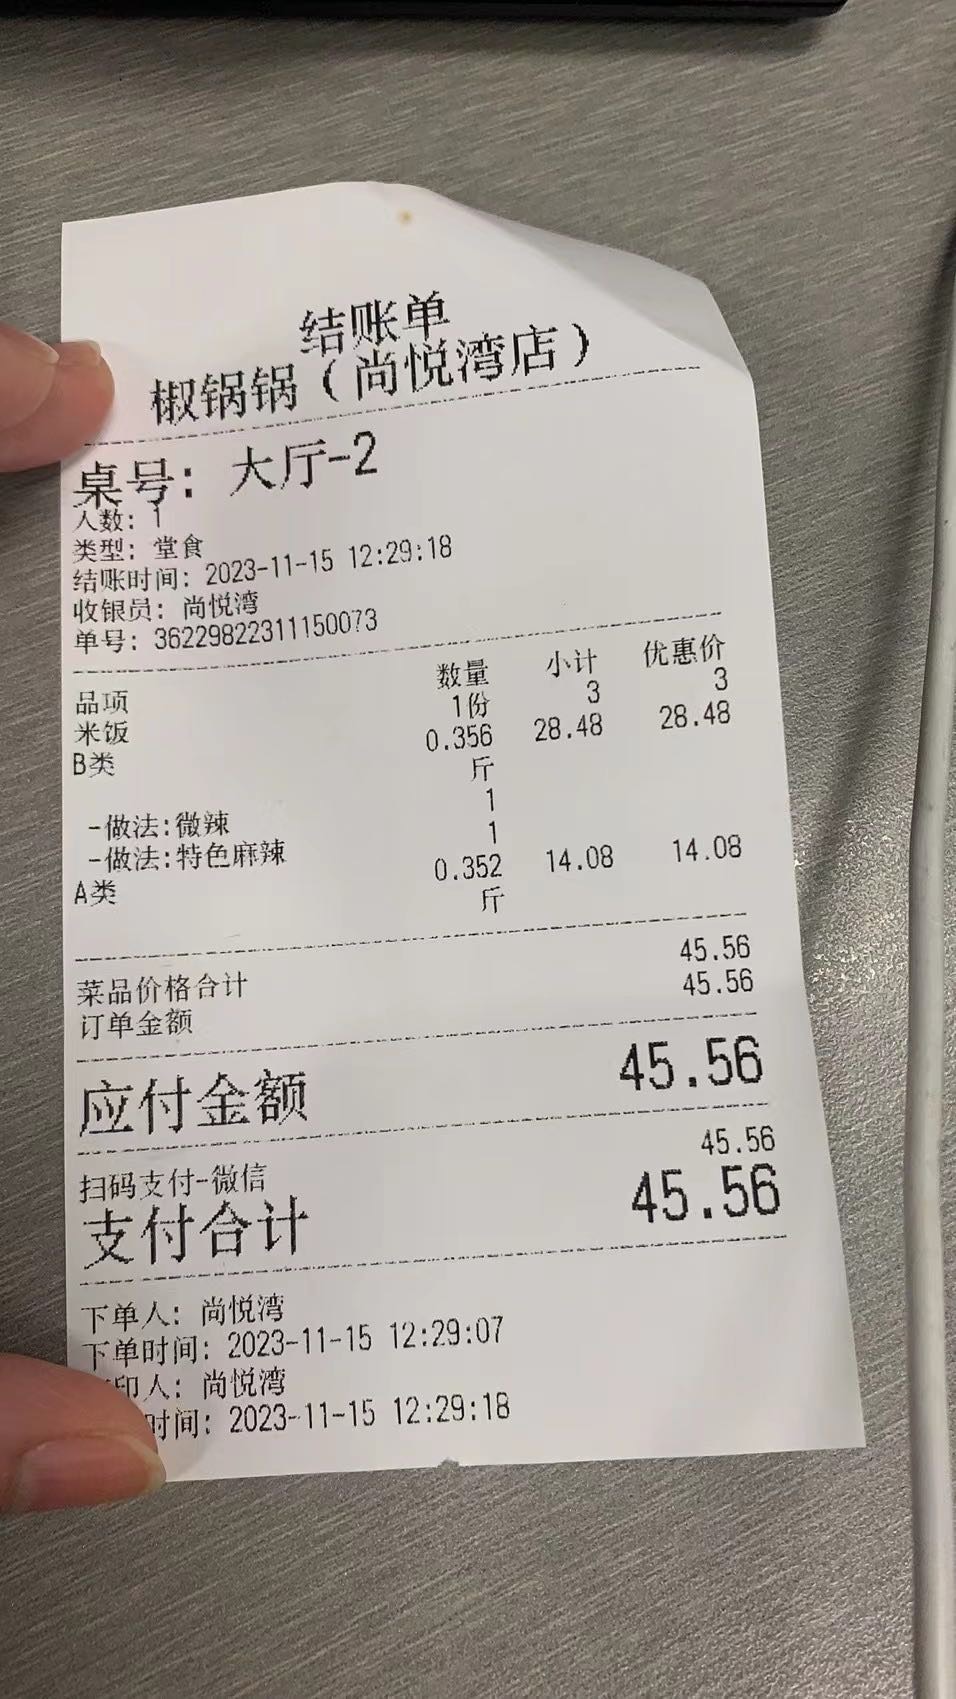 结账单
椒锅锅（尚悦湾店）
桌号: 大厅-2
人数: 1
类型: 堂食
结账时间: 2023-11-15 12:29:18
收银员: 尚悦湾
单号: 36229822311150073
品项 数量 小计 优惠价
米饭 1份 3 3
B类 0.356 28.48 28.48
斤
-做法:微辣 1
-做法:特色麻辣 1
A类 0.352 14.08 14.08
斤
菜品价格合计 45.56
订单金额 45.56
应付金额 45.56
扫码支付-微信 45.56
支付合计 45.56
下单人: 尚悦湾
下单时间: 2023-11-15 12:29:07
印人: 尚悦湾
时间: 2023-11-15 12:29:18